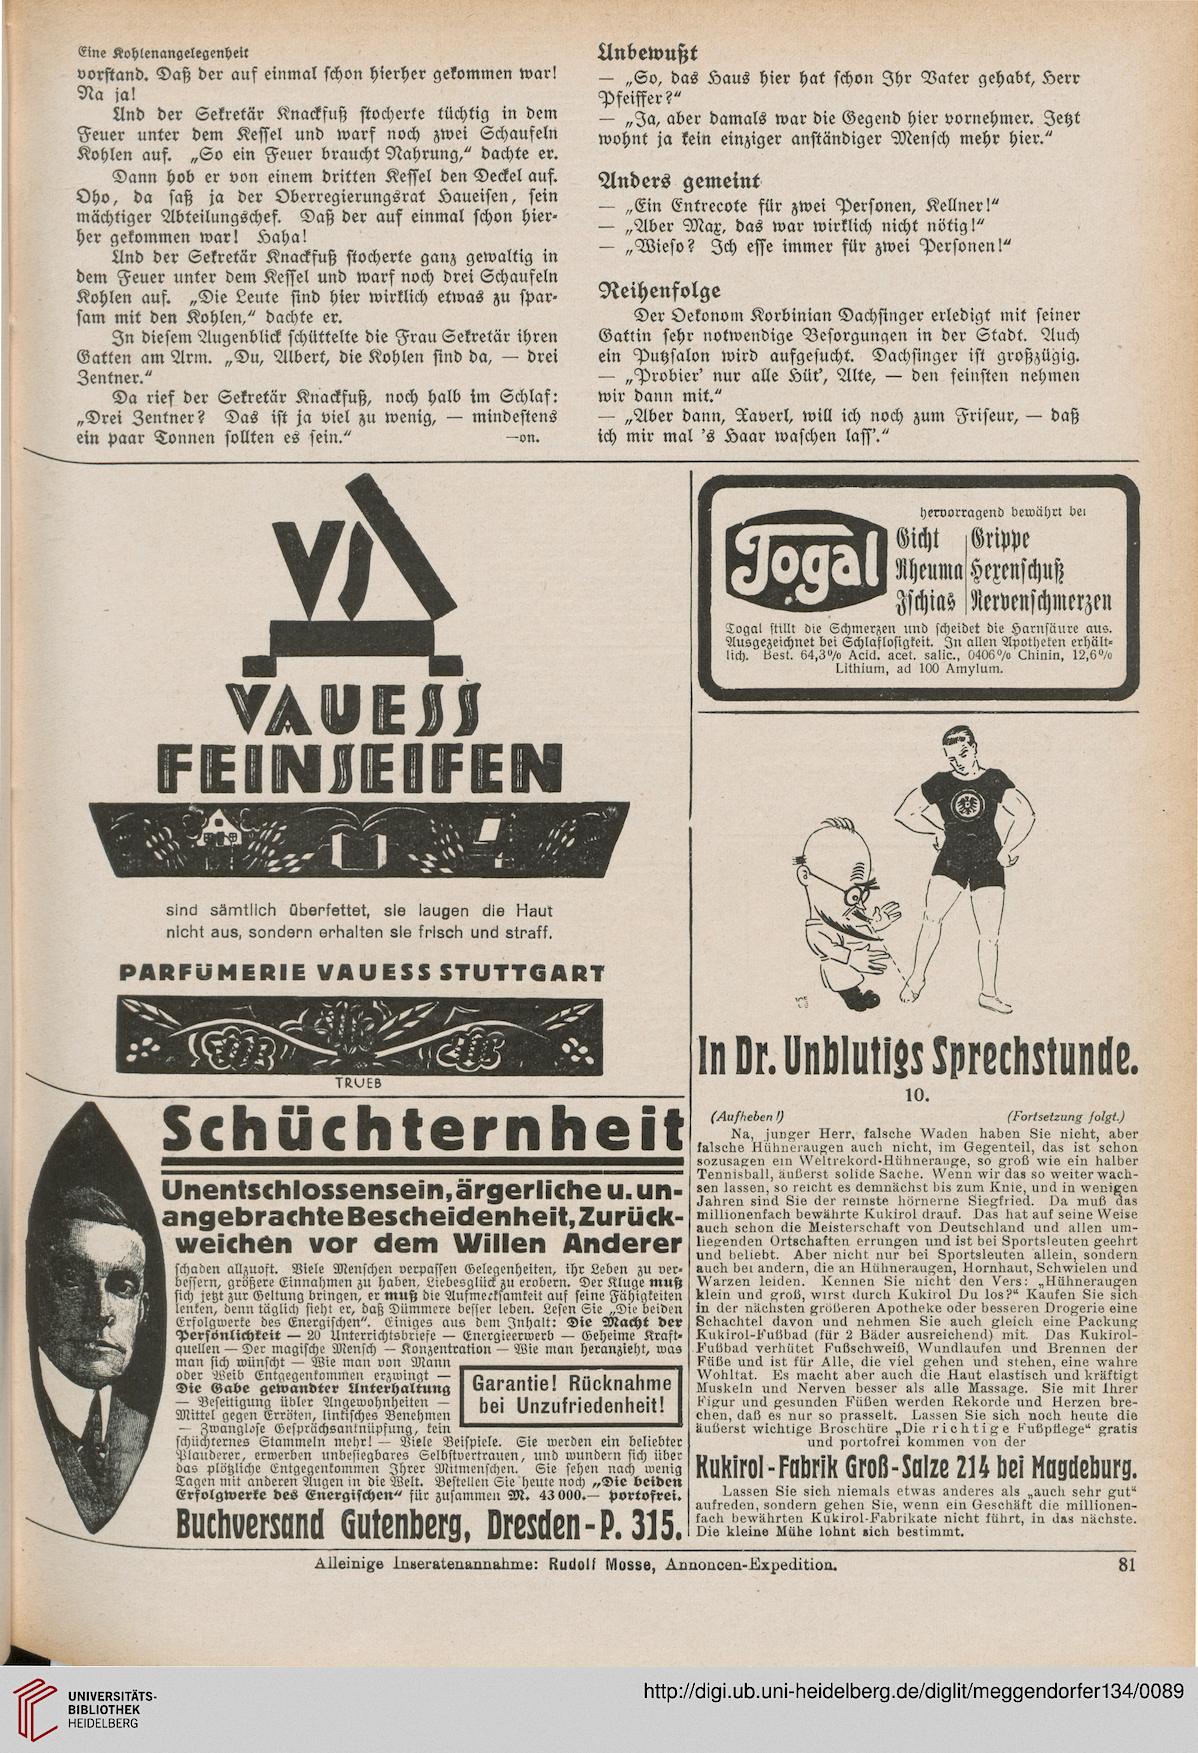 Eine Kohlenangelegenheit
vorstand. Daß der auf einmal schon hierher gekommen war!
Na ja!
Und der Sekretär Knackfuß stocherte tüchtig in dem
Feuer unter dem Kessel und warf noch zwei Schaufeln
Kohlen auf. „So ein Feuer braucht Nahrung,“ dachte er.
Dann hob er von einem dritten Kessel den Deckel auf.
Oho, da saß ja der Oberregierungsrat Haueisen, sein
mächtiger Abteilungschef. Daß der auf einmal schon hier-
her gekommen war! Haha!
Und der Sekretär Knackfuß stocherte ganz gewaltig in
dem Feuer unter dem Kessel und warf noch drei Schaufeln
Kohlen auf. „Die Leute sind hier wirklich etwas zu spar-
sam mit den Kohlen,“ dachte er.
In diesem Augenblick schüttelte die Frau Sekretär ihren
Gatten am Arm. „Du, Albert, die Kohlen sind da, — drei
Zentner.“
Da rief der Sekretär Knackfuß, noch halb im Schlaf:
„Drei Zentner? Das ist ja viel zu wenig, — mindestens
ein paar Tonnen sollten es sein.“ —on.
Unbewußt
— „So, das Haus hier hat schon Ihr Vater gehabt, Herr
Pfeiffer?“
— „Ja, aber damals war die Gegend hier vornehmer. Jetzt
wohnt ja kein einziger anständiger Mensch mehr hier.“
Anders gemeint
— „Ein Entrecote für zwei Personen, Kellner!“
— „Aber Max, das war wirklich nicht nötig!“
— „Wieso? Ich esse immer für zwei Personen!“
Reihenfolge
Der Oekonom Korbinian Dachsinger erledigt mit seiner
Gattin sehr notwendige Besorgungen in der Stadt. Auch
ein Putzsalon wird aufgesucht. Dachsinger ist großzügig.
— „Probier' nur alle Hüt', Alte, — den feinsten nehmen
wir dann mit.“
— „Aber dann, Xaverl, will ich noch zum Friseur, — daß
ich mir mal 's Haar waschen lass'.“
VAUESS
FEINSEIFEN
sind sämtlich überfettet, sie laugen die Haut
nicht aus, sondern erhalten sie frisch und straff.
PARFÜMERIE VAUESS STUTTGART
TRUEB
Togal
hervorragend bewährt bei
Gicht Grippe
Rheuma Hexenschuß
Ischias Nervenschmerzen
Togal stillt die Schmerzen und scheidet die Harnsäure aus.
Ausgezeichnet bei Schlaflosigkeit. In allen Apotheken erhält-
lich. Best. 64,3% Acid. acet. salic., 0406% Chinin, 12,6%
Lithium, ad 100 Amylum.
In Dr. Unblutigs Sprechstunde.
10.
(Aufheben!) (Fortsetzung folgt.)
Na, junger Herr, falsche Waden haben Sie nicht, aber
falsche Hühneraugen auch nicht, im Gegenteil, das ist schon
sozusagen ein Weltrekord-Hühnerauge, so groß wie ein halber
Tennisball, äußerst solide Sache. Wenn wir das so weiter wach-
sen lassen, so reicht es demnächst bis zum Knie, und in wenigen
Jahren sind Sie der reinste hörnerne Siegfried. Da muß das
millionenfach bewährte Kukirol drauf. Das hat auf seine Weise
auch schon die Meisterschaft von Deutschland und allen um-
liegenden Ortschaften errungen und ist bei Sportsleuten geehrt
und beliebt. Aber nicht nur bei Sportsleuten allein, sondern
auch bei andern, die an Hühneraugen, Hornhaut, Schwielen und
Warzen leiden. Kennen Sie nicht den Vers: „Hühneraugen
klein und groß, wirst durch Kukirol Du los?“ Kaufen Sie sich
in der nächsten größeren Apotheke oder besseren Drogerie eine
Schachtel davon und nehmen Sie auch gleich eine Packung
Kukirol-Fußbad (für 2 Bäder ausreichend) mit. Das Kukirol-
Fußbad verhütet Fußschweiß, Wundlaufen und Brennen der
Füße und ist für Alle, die viel gehen und stehen, eine wahre
Wohltat. Es macht aber auch die Haut elastisch und kräftigt
Muskeln und Nerven besser als alle Massage. Sie mit Ihrer
Figur und gesunden Füßen werden Rekorde und Herzen bre-
chen, daß es nur so prasselt. Lassen Sie sich noch heute die
äußerst wichtige Broschüre „Die richtige Fußpflege“ gratis
und portofrei kommen von der
Kukirol-Fabrik Groß-Salze 214 bei Magdeburg.
Lassen Sie sich niemals etwas anderes als „auch sehr gut“
aufreden, sondern gehen Sie, wenn ein Geschäft die millionen-
fach bewährten Kukirol-Fabrikate nicht führt, in das nächste.
Die kleine Mühe lohnt sich bestimmt.
Schüchternheit
Unentschlossensein, ärgerliche u. un-
angebrachte Bescheidenheit, Zurück-
weichen vor dem Willen Anderer
schaden allzuoft. Viele Menschen verpassen Gelegenheiten, ihr Leben zu ver-
bessern, größere Einnahmen zu haben, Liebesglück zu erobern. Der Kluge muß
sich jetzt zur Geltung bringen, er muß die Aufmerksamkeit auf seine Fähigkeiten
lenken, denn täglich sieht er, daß Dümmere besser leben. Lesen Sie „Die beiden
Erfolgwerke des Energischen“. Einiges aus dem Inhalt: Die Macht der
Persönlichkeit — 20 Unterrichtsbriefe — Energieerwerb — Geheime Kraft-
quellen — Der magische Mensch — Konzentration — Wie man heranzieht, was
man sich wünscht — Wie man von Mann
oder Weib Entgegenkommen erzwingt —
Die Gabe gewandter Unterhaltung
— Beseitigung übler Angewohnheiten —
Mittel gegen Erröten, linkisches Benehmen
— Zwanglose Gesprächsanknüpfung, kein
schüchternes Stammeln mehr! — Viele Beispiele. Sie werden ein beliebter
Plauderer, erwerben unbesiegbares Selbstvertrauen, und wundern sich über
das plötzliche Entgegenkommen Ihrer Mitmenschen. Sie sehen nach wenig
Tagen mit anderen Augen in die Welt. Bestellen Sie heute noch „Die beiden
Erfolgwerke des Energischen“ für zusammen M. 43000.— portofrei.
Garantie! Rücknahme
bei Unzufriedenheit!
Buchversand Gutenberg, Dresden-P. 315.
Alleinige Inseratenannahme: Rudolf Mosse, Annoncen-Expedition. 81
UNIVERSITÄTS-
BIBLIOTHEK
HEIDELBERG
http://digi.ub.uni-heidelberg.de/diglit/meggendorfer134/0089